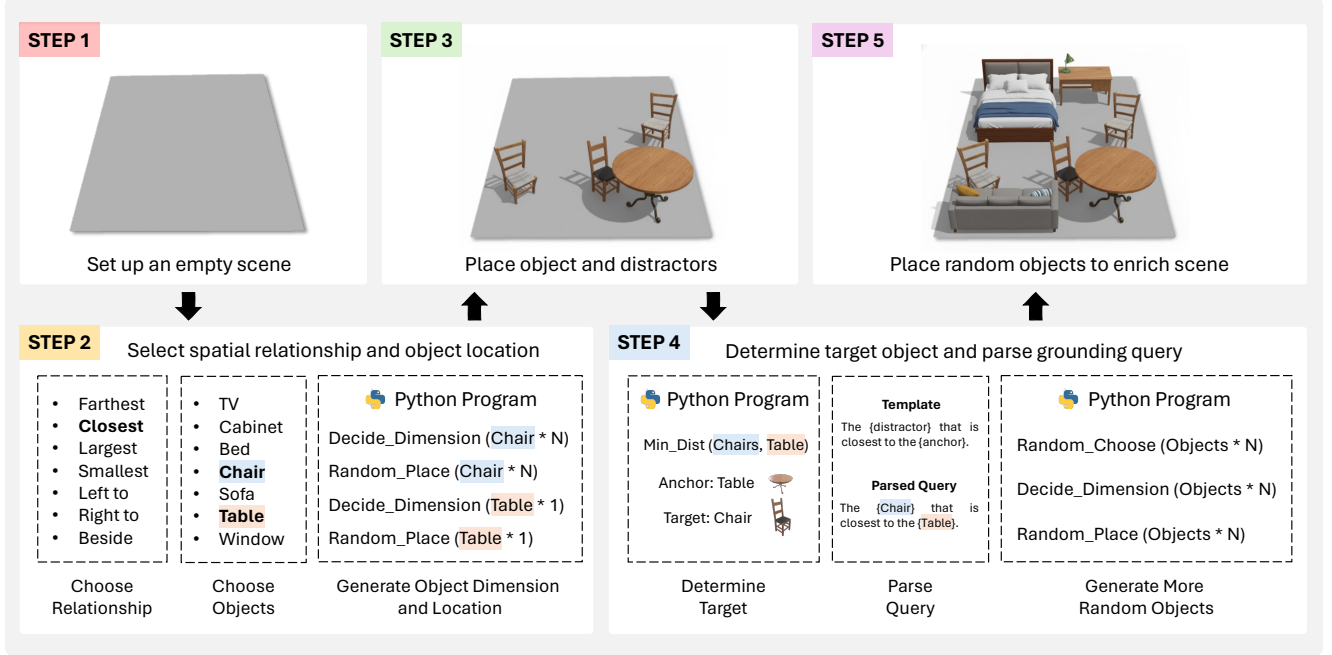 STEP 1
Set up an empty scene
STEP 2
Select spatial relationship and object location
• Farthest
• Closest
• Largest
• Smallest
• Left to
• Right to
• Beside
Choose
Relationship
• TV
• Cabinet
• Bed
• Chair
• Sofa
• Table
• Window
Choose
Objects
Python Program
Decide_Dimension (Chair * N)
Random_Place (Chair * N)
Decide_Dimension (Table * 1)
Random_Place (Table * 1)
Generate Object Dimension
and Location
STEP 3
Place object and distractors
STEP 4
Determine target object and parse grounding query
Python Program
Min_Dist (Chairs, Table)
Anchor: Table
Target: Chair
Determine
Target
Template
The {distractor} that is
closest to the {anchor}.
Parsed Query
The {Chair} that is
closest to the {Table}.
Parse
Query
Python Program
Random_Choose (Objects * N)
Decide_Dimension (Objects * N)
Random_Place (Objects * N)
Generate More
Random Objects
STEP 5
Place random objects to enrich scene